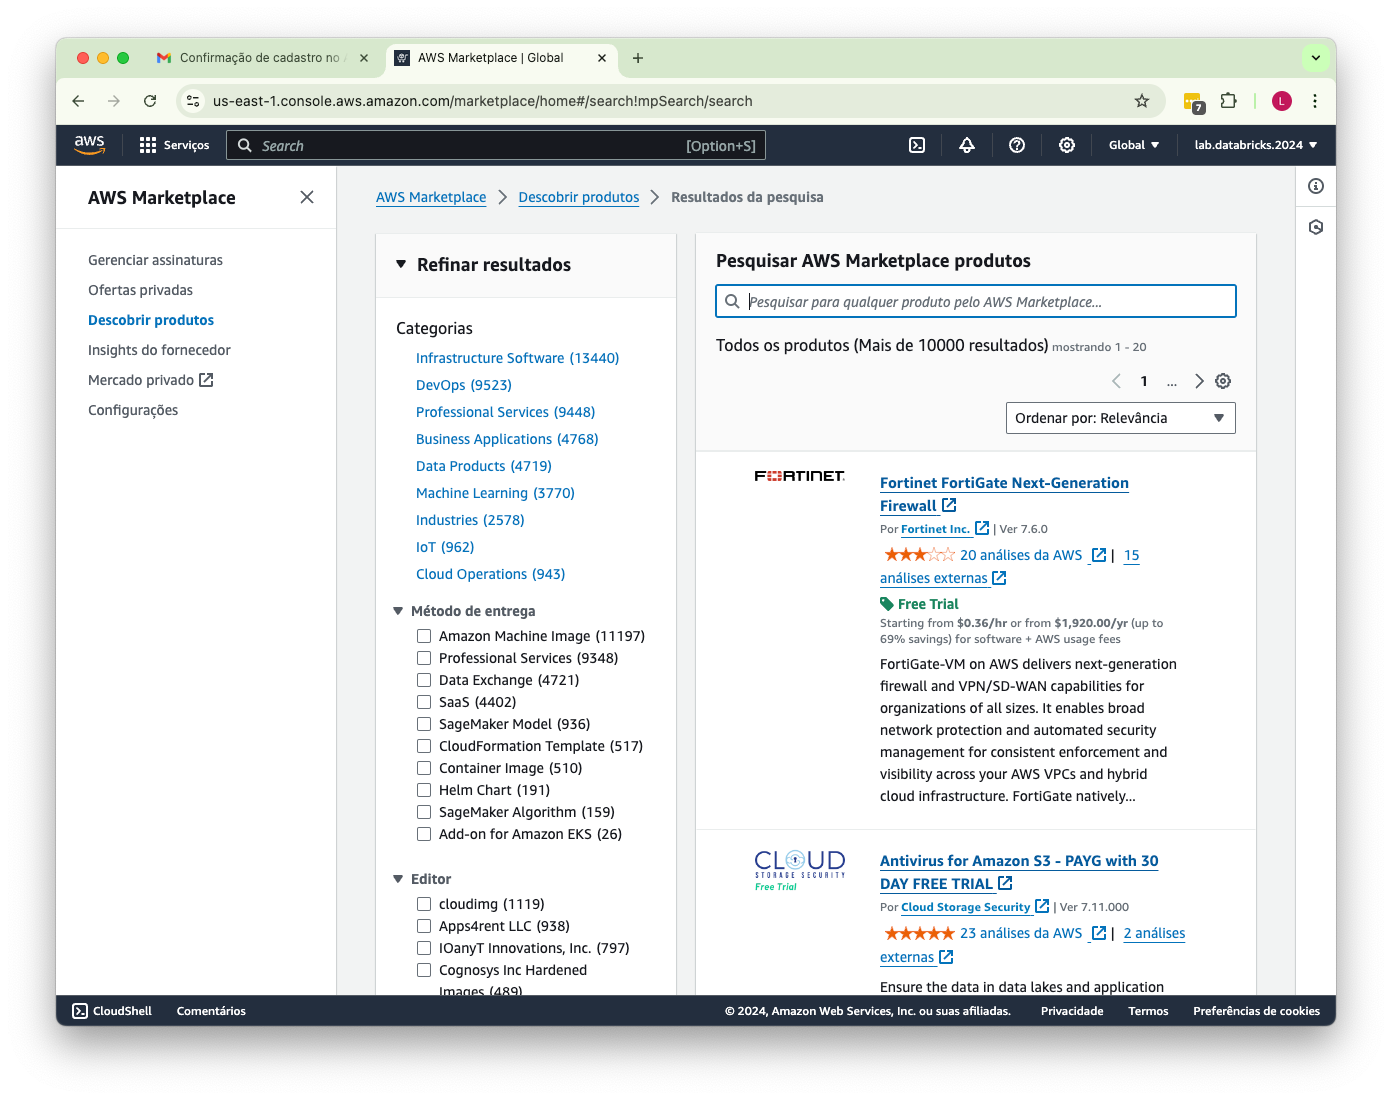 Confirmação de cadastro no
AWS Marketplace | Global
us-east-1.console.aws.amazon.com/marketplace/home#/search!mpSearch/search
7
L
aws
Serviços
Search
[Option+S]
Global
lab.databricks.2024
AWS Marketplace
Gerenciar assinaturas
Ofertas privadas
Descobrir produtos
Insights do fornecedor
Mercado privado
Configurações
AWS Marketplace
Descobrir produtos
Resultados da pesquisa
Refinar resultados
Categorias
Infrastructure Software (13440)
DevOps (9523)
Professional Services (9448)
Business Applications (4768)
Data Products (4719)
Machine Learning (3770)
Industries (2578)
IoT (962)
Cloud Operations (943)
Método de entrega
Amazon Machine Image (11197)
Professional Services (9348)
Data Exchange (4721)
SaaS (4402)
SageMaker Model (936)
CloudFormation Template (517)
Container Image (510)
Helm Chart (191)
SageMaker Algorithm (159)
Add-on for Amazon EKS (26)
Editor
cloudimg (1119)
Apps4rent LLC (938)
IOanyT Innovations, Inc. (797)
Cognosys Inc Hardened
Images (489)
Pesquisar AWS Marketplace produtos
Pesquisar para qualquer produto pelo AWS Marketplace...
Todos os produtos (Mais de 10000 resultados) mostrando 1 - 20
1 ...
Ordenar por: Relevância
FORTINET
Fortinet FortiGate Next-Generation
Firewall
Por Fortinet Inc. | Ver 7.6.0
20 análises da AWS | 15
análises externas
Free Trial
Starting from $0.36/hr or from $1,920.00/yr (up to
69% savings) for software + AWS usage fees
FortiGate-VM on AWS delivers next-generation
firewall and VPN/SD-WAN capabilities for
organizations of all sizes. It enables broad
network protection and automated security
management for consistent enforcement and
visibility across your AWS VPCs and hybrid
cloud infrastructure. FortiGate natively...
CLOUD
STORAGE SECURITY
Free Trial
Antivirus for Amazon S3 - PAYG with 30
DAY FREE TRIAL
Por Cloud Storage Security | Ver 7.11.000
23 análises da AWS | 2 análises
externas
Ensure the data in data lakes and application
CloudShell
Comentários
© 2024, Amazon Web Services, Inc. ou suas afiliadas.
Privacidade
Termos
Preferências de cookies